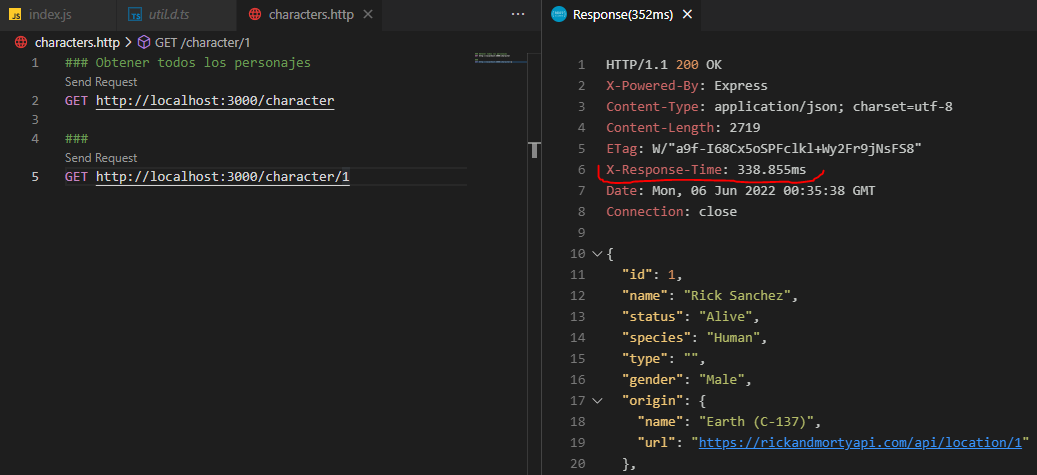 index.js
util.d.ts
characters.http
Response(352ms)
characters.http > GET /character/1
1 ### Obtener todos los personajes
Send Request
2 GET http://localhost:3000/character
3
4 ###
Send Request
5 GET http://localhost:3000/character/1
1 HTTP/1.1 200 OK
2 X-Powered-By: Express
3 Content-Type: application/json; charset=utf-8
4 Content-Length: 2719
5 ETag: W/"a9f-I68Cx5oSPFclkl+Wy2Fr9jNsFS8"
6 X-Response-Time: 338.855ms
7 Date: Mon, 06 Jun 2022 00:35:38 GMT
8 Connection: close
9
10 {
11 "id": 1,
12 "name": "Rick Sanchez",
13 "status": "Alive",
14 "species": "Human",
15 "type": "",
16 "gender": "Male",
17 "origin": {
18 "name": "Earth (C-137)",
19 "url": "https://rickandmortyapi.com/api/location/1"
20 },